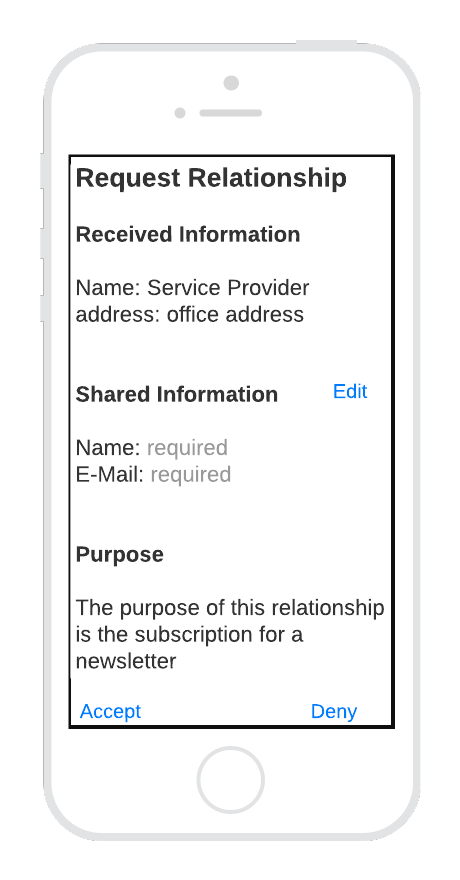 Request Relationship
Received Information
Name: Service Provider
address: office address
Shared Information Edit
Name: required
E-Mail: required
Purpose
The purpose of this relationship
is the subscription for a
newsletter
Accept Deny